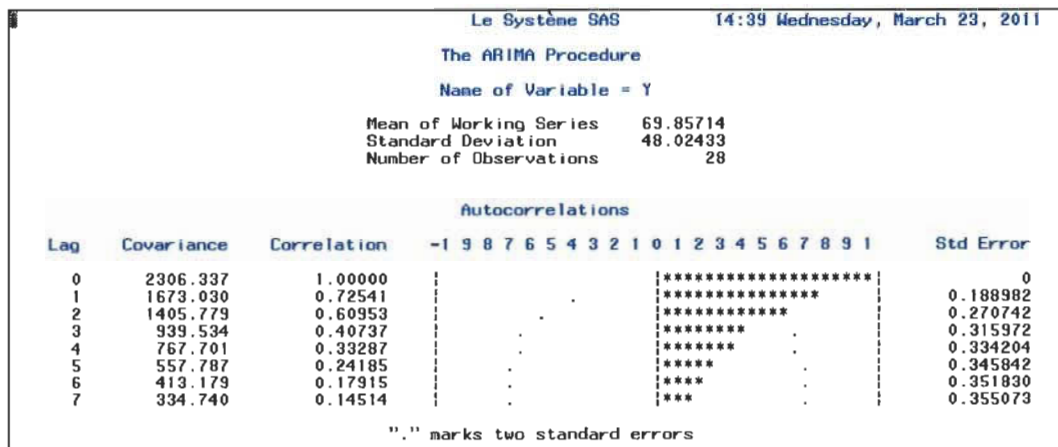 Le Système SAS 14:39 Wednesday, March 23, 2011
The ARIMA Procedure
Name of Variable = Y
Mean of Working Series 69.85714
Standard Deviation 48.02433
Number of Observations 28
Autocorrelations
Lag Covariance Correlation -1 9 8 7 6 5 4 3 2 1 0 1 2 3 4 5 6 7 8 9 1 Std Error
0 2306.337 1.00000 | |********************| 0
1 1673.030 0.72541 | . |*************** | 0.188982
2 1405.779 0.60953 | . |************ | 0.270742
3 939.534 0.40737 | . |******** . | 0.315972
4 767.701 0.33287 | . |******* . | 0.334204
5 557.787 0.24185 | . |***** . | 0.345842
6 413.179 0.17915 | . |**** . | 0.351830
7 334.740 0.14514 | . |*** . | 0.355073
"." marks two standard errors